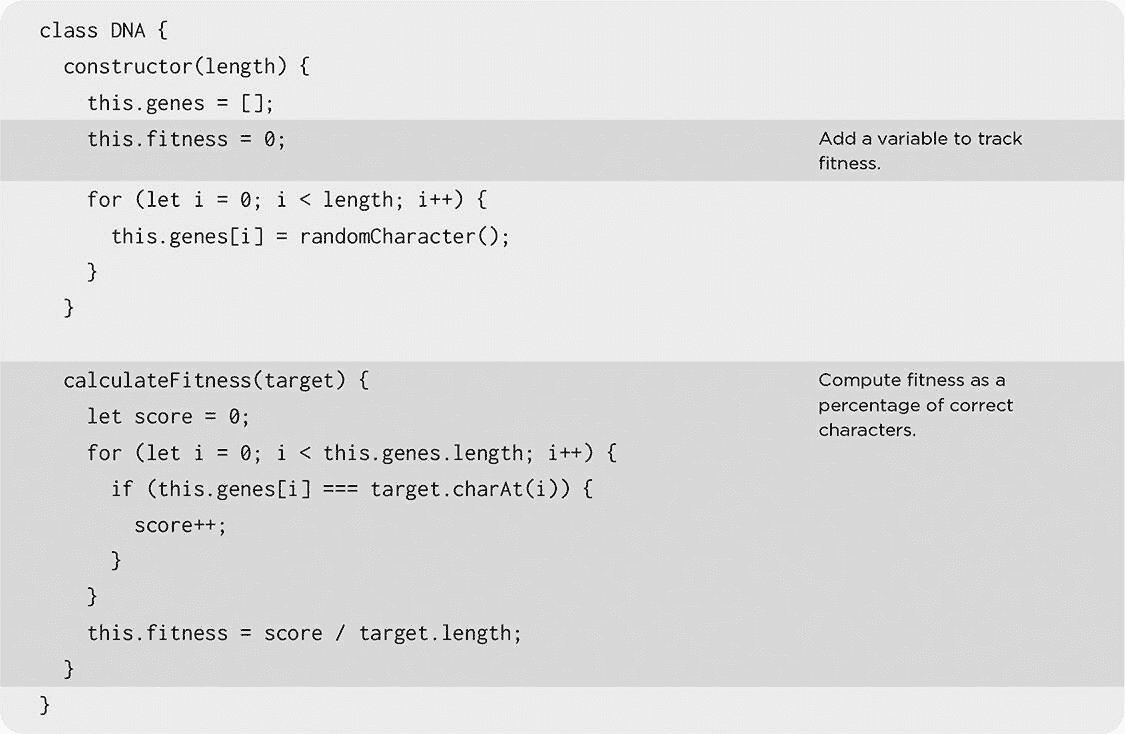 class DNA {
constructor(length) {
this.genes = [];
this.fitness = 0;
Add a variable to track
fitness.
for (let i = 0; i < length; i++) {
this.genes[i] = randomCharacter();
}
}
calculateFitness(target) {
Compute fitness as a
percentage of correct
characters.
let score = 0;
for (let i = 0; i < this.genes.length; i++) {
if (this.genes[i] === target.charAt(i)) {
score++;
}
}
this.fitness = score / target.length;
}
}